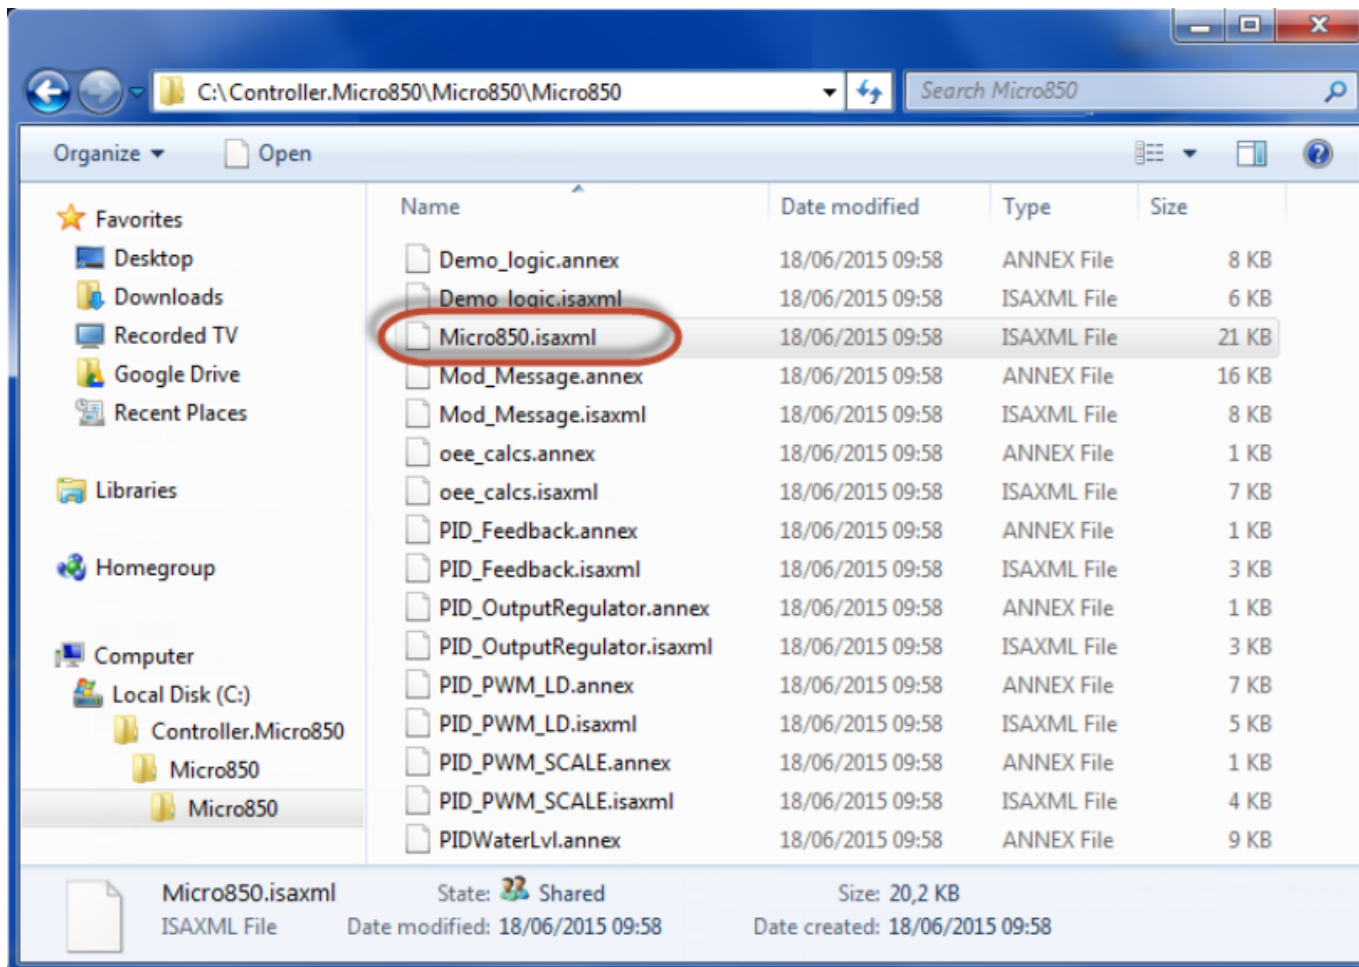 C:\Controller.Micro850\Micro850\Micro850
Search Micro850
Organize
Open
Name Date modified Type Size
Favorites
Desktop
Downloads
Recorded TV
Google Drive
Recent Places
Libraries
Homegroup
Computer
Local Disk (C:)
Controller.Micro850
Micro850
Micro850
Demo_logic.annex 18/06/2015 09:58 ANNEX File 8 KB
Demo_logic.isaxml 18/06/2015 09:58 ISAXML File 6 KB
Micro850.isaxml 18/06/2015 09:58 ISAXML File 21 KB
Mod_Message.annex 18/06/2015 09:58 ANNEX File 16 KB
Mod_Message.isaxml 18/06/2015 09:58 ISAXML File 8 KB
oee_calcs.annex 18/06/2015 09:58 ANNEX File 1 KB
oee_calcs.isaxml 18/06/2015 09:58 ISAXML File 7 KB
PID_Feedback.annex 18/06/2015 09:58 ANNEX File 1 KB
PID_Feedback.isaxml 18/06/2015 09:58 ISAXML File 3 KB
PID_OutputRegulator.annex 18/06/2015 09:58 ANNEX File 1 KB
PID_OutputRegulator.isaxml 18/06/2015 09:58 ISAXML File 3 KB
PID_PWM_LD.annex 18/06/2015 09:58 ANNEX File 7 KB
PID_PWM_LD.isaxml 18/06/2015 09:58 ISAXML File 5 KB
PID_PWM_SCALE.annex 18/06/2015 09:58 ANNEX File 1 KB
PID_PWM_SCALE.isaxml 18/06/2015 09:58 ISAXML File 4 KB
PIDWaterLvl.annex 18/06/2015 09:58 ANNEX File 9 KB
Micro850.isaxml State: Shared Size: 20,2 KB
ISAXML File Date modified: 18/06/2015 09:58 Date created: 18/06/2015 09:58